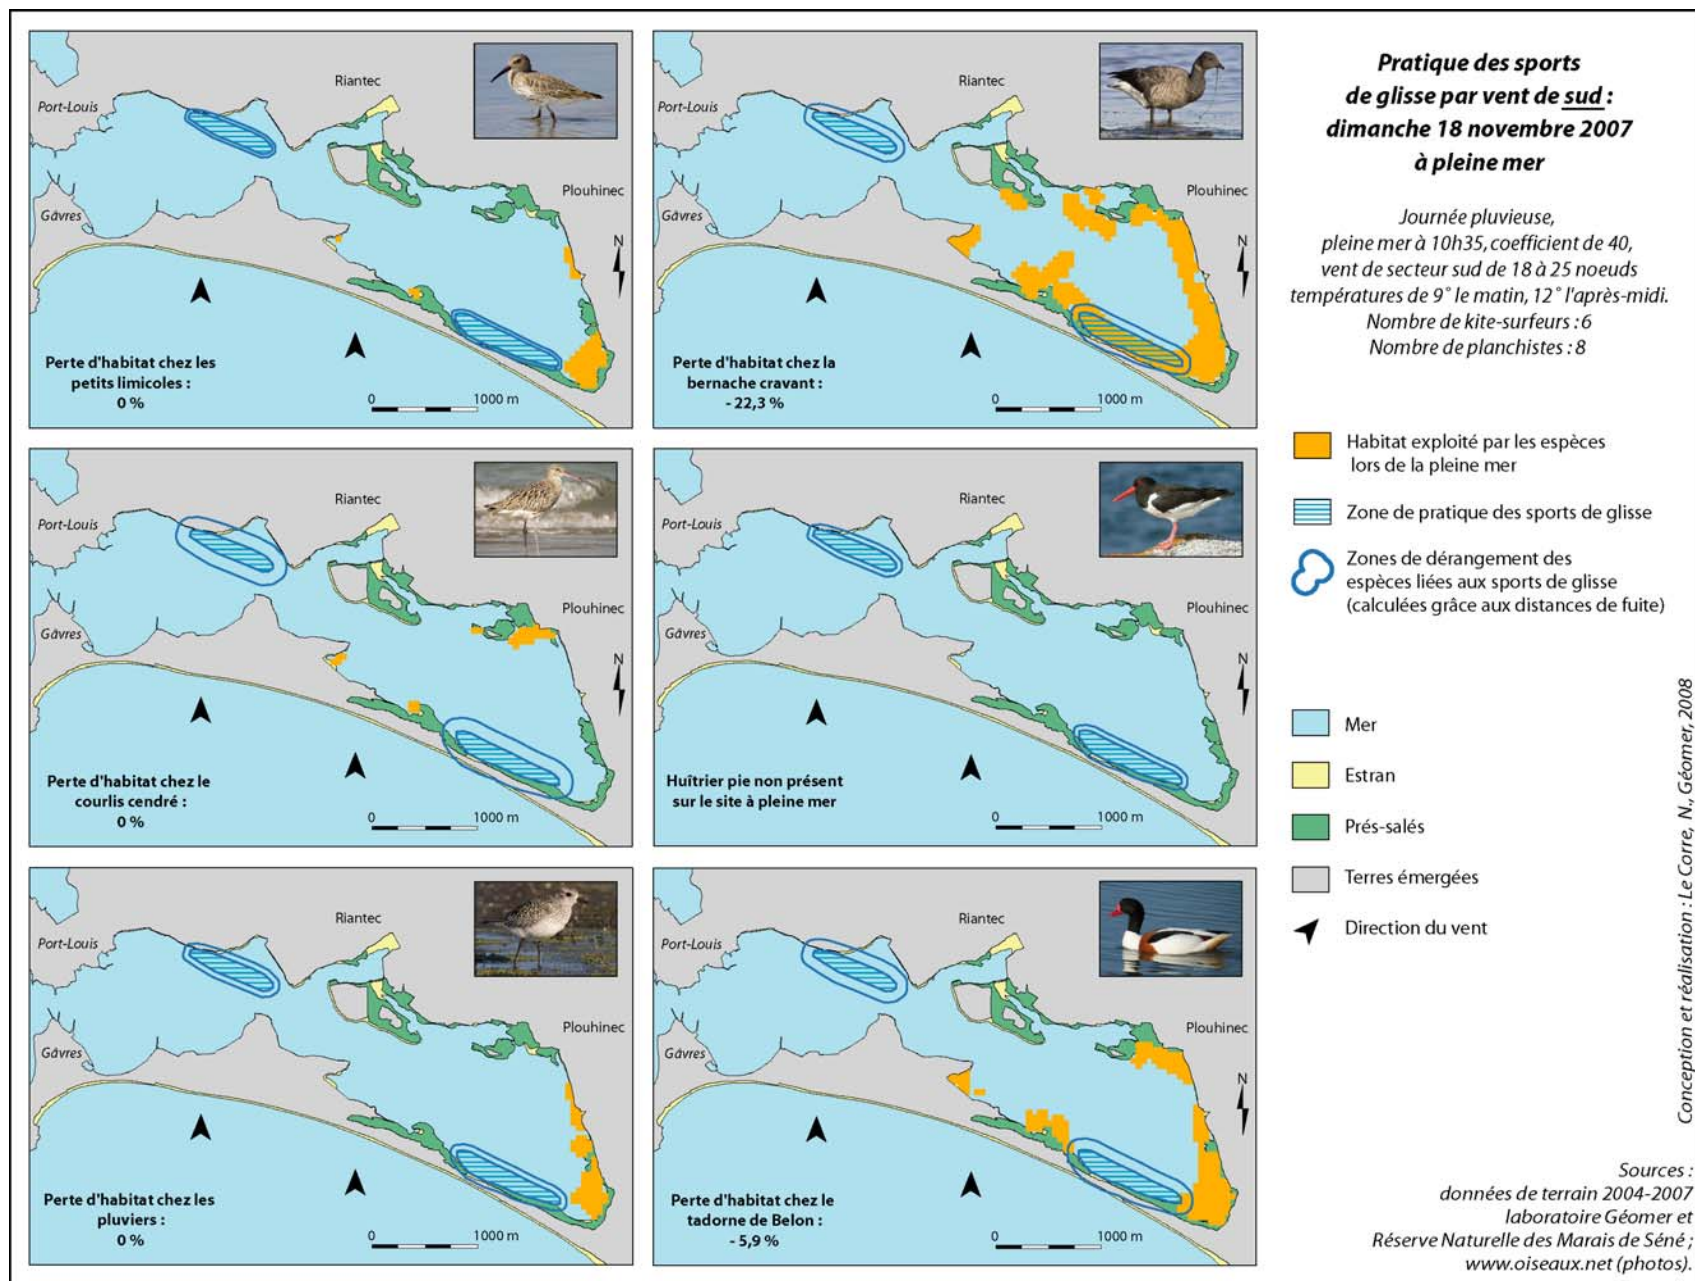 Riantec
Port-Louis
Plouhinec
Gâvres
N
Perte d'habitat chez les
petits limicoles :
0 %
0
1000 m
Riantec
Port-Louis
Plouhinec
Gâvres
N
Perte d'habitat chez la
bernache cravant :
- 22,3 %
0
1000 m
Riantec
Port-Louis
Plouhinec
Gâvres
N
Perte d'habitat chez le
courlis cendré :
0 %
0
1000 m
Riantec
Port-Louis
Plouhinec
Gâvres
N
Huîtrier pie non présent
sur le site à pleine mer
0
1000 m
Riantec
Port-Louis
Plouhinec
Gâvres
N
Perte d'habitat chez les
pluviers :
0 %
0
1000 m
Riantec
Port-Louis
Plouhinec
Gâvres
N
Perte d'habitat chez le
tadorne de Belon :
- 5,9 %
0
1000 m
Pratique des sports
de glisse par vent de sud :
dimanche 18 novembre 2007
à pleine mer
Journée pluvieuse,
pleine mer à 10h35, coefficient de 40,
vent de secteur sud de 18 à 25 noeuds
températures de 9° le matin, 12° l'après-midi.
Nombre de kite-surfeurs : 6
Nombre de planchistes : 8
Habitat exploité par les espèces
lors de la pleine mer
Zone de pratique des sports de glisse
Zones de dérangement des
espèces liées aux sports de glisse
(calculées grâce aux distances de fuite)
Mer
Estran
Prés-salés
Terres émergées
Direction du vent
Conception et réalisation : Le Corre, N., Géomer, 2008
Sources :
données de terrain 2004-2007
laboratoire Géomer et
Réserve Naturelle des Marais de Séné ;
www.oiseaux.net (photos).